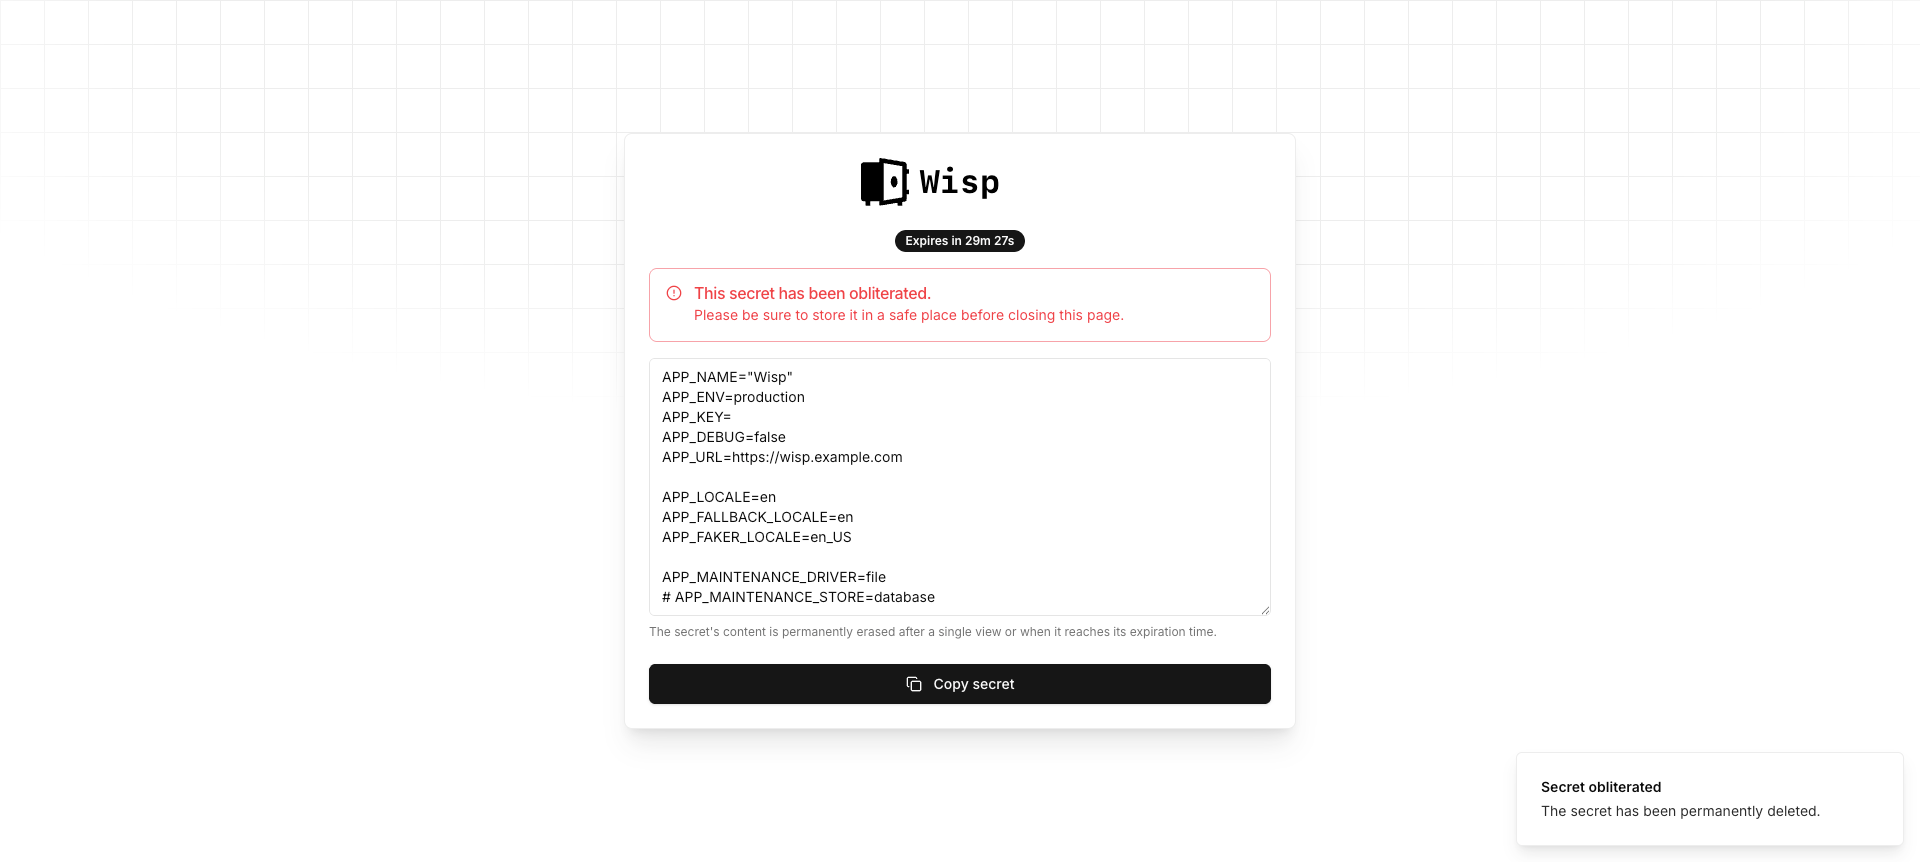 Wisp
Expires in 29m 27s
This secret has been obliterated.
Please be sure to store it in a safe place before closing this page.
APP_NAME="Wisp"
APP_ENV=production
APP_KEY=
APP_DEBUG=false
APP_URL=https://wisp.example.com
APP_LOCALE=en
APP_FALLBACK_LOCALE=en
APP_FAKER_LOCALE=en_US
APP_MAINTENANCE_DRIVER=file
# APP_MAINTENANCE_STORE=database
The secret's content is permanently erased after a single view or when it reaches its expiration time.
Copy secret
Secret obliterated
The secret has been permanently deleted.